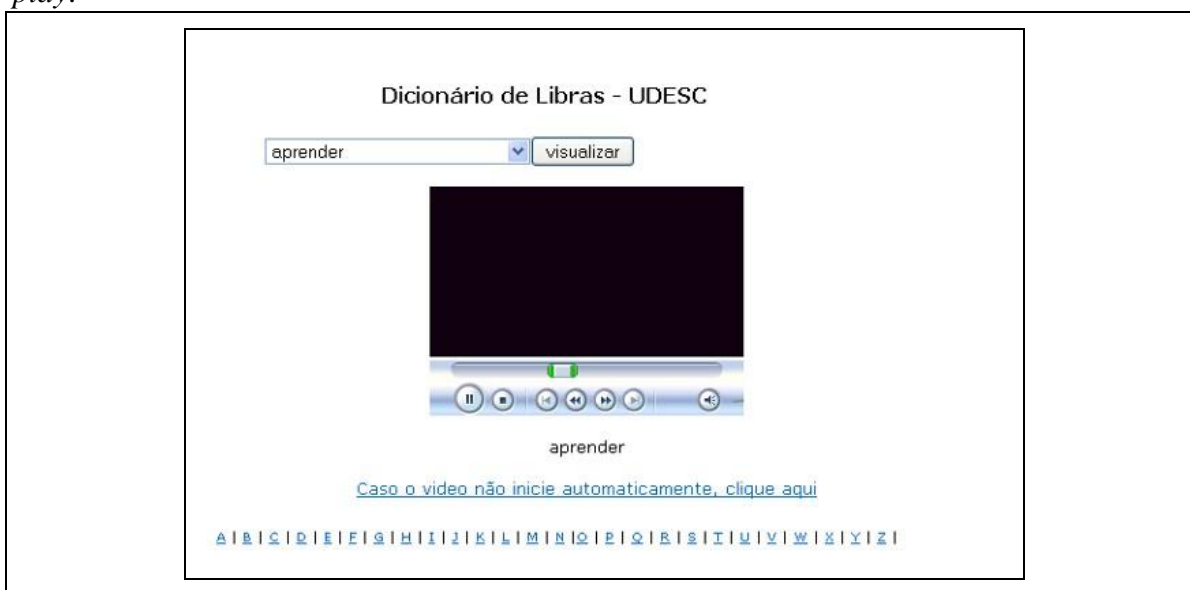 play.
Dicionário de Libras - UDESC
aprender visualizar
aprender
Caso o video não inicie automaticamente, clique aqui
A | B | C | D | E | F | G | H | I | J | K | L | M | N | O | P | Q | R | S | T | U | V | W | X | Y | Z |